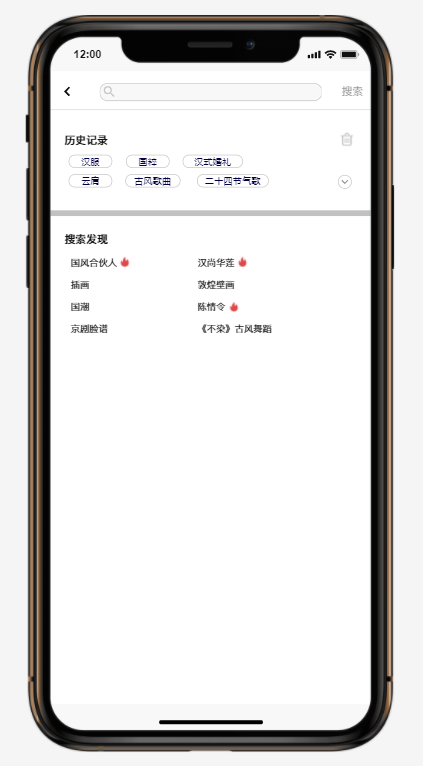 12:00
搜索
历史记录
汉服 国粹 汉式婚礼
云肩 古风歌曲 二十四节气歌
搜索发现
国风合伙人 汉尚华莲
插画 敦煌壁画
国潮 陈情令
京剧脸谱 《不染》古风舞蹈